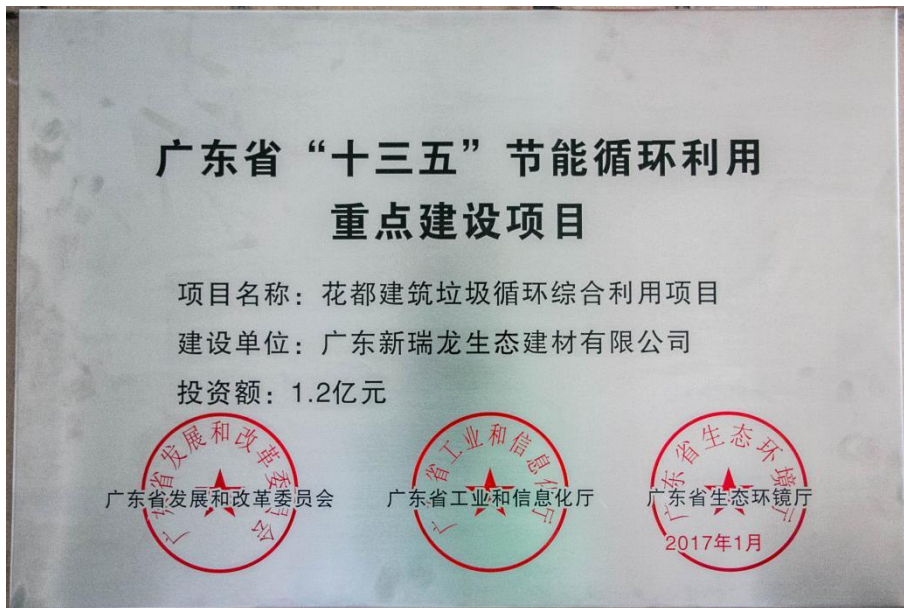 广东省“十三五”节能循环利用
重点建设项目
项目名称：花都建筑垃圾循环综合利用项目
建设单位：广东新瑞龙生态建材有限公司
投资额：1.2亿元
广东省发展和改革委员会
广东省发展和改革委员会
广东省工业和信息化厅
广东省工业和信息化厅
广东省生态环境厅
广东省生态环镜厅
2017年1月